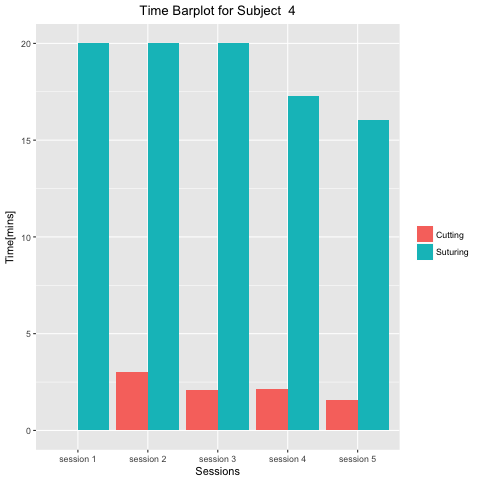 Time Barplot for Subject  4
20
15
10
5
0
Time[mins]
session 1 session 2 session 3 session 4 session 5
Sessions
Cutting
Suturing